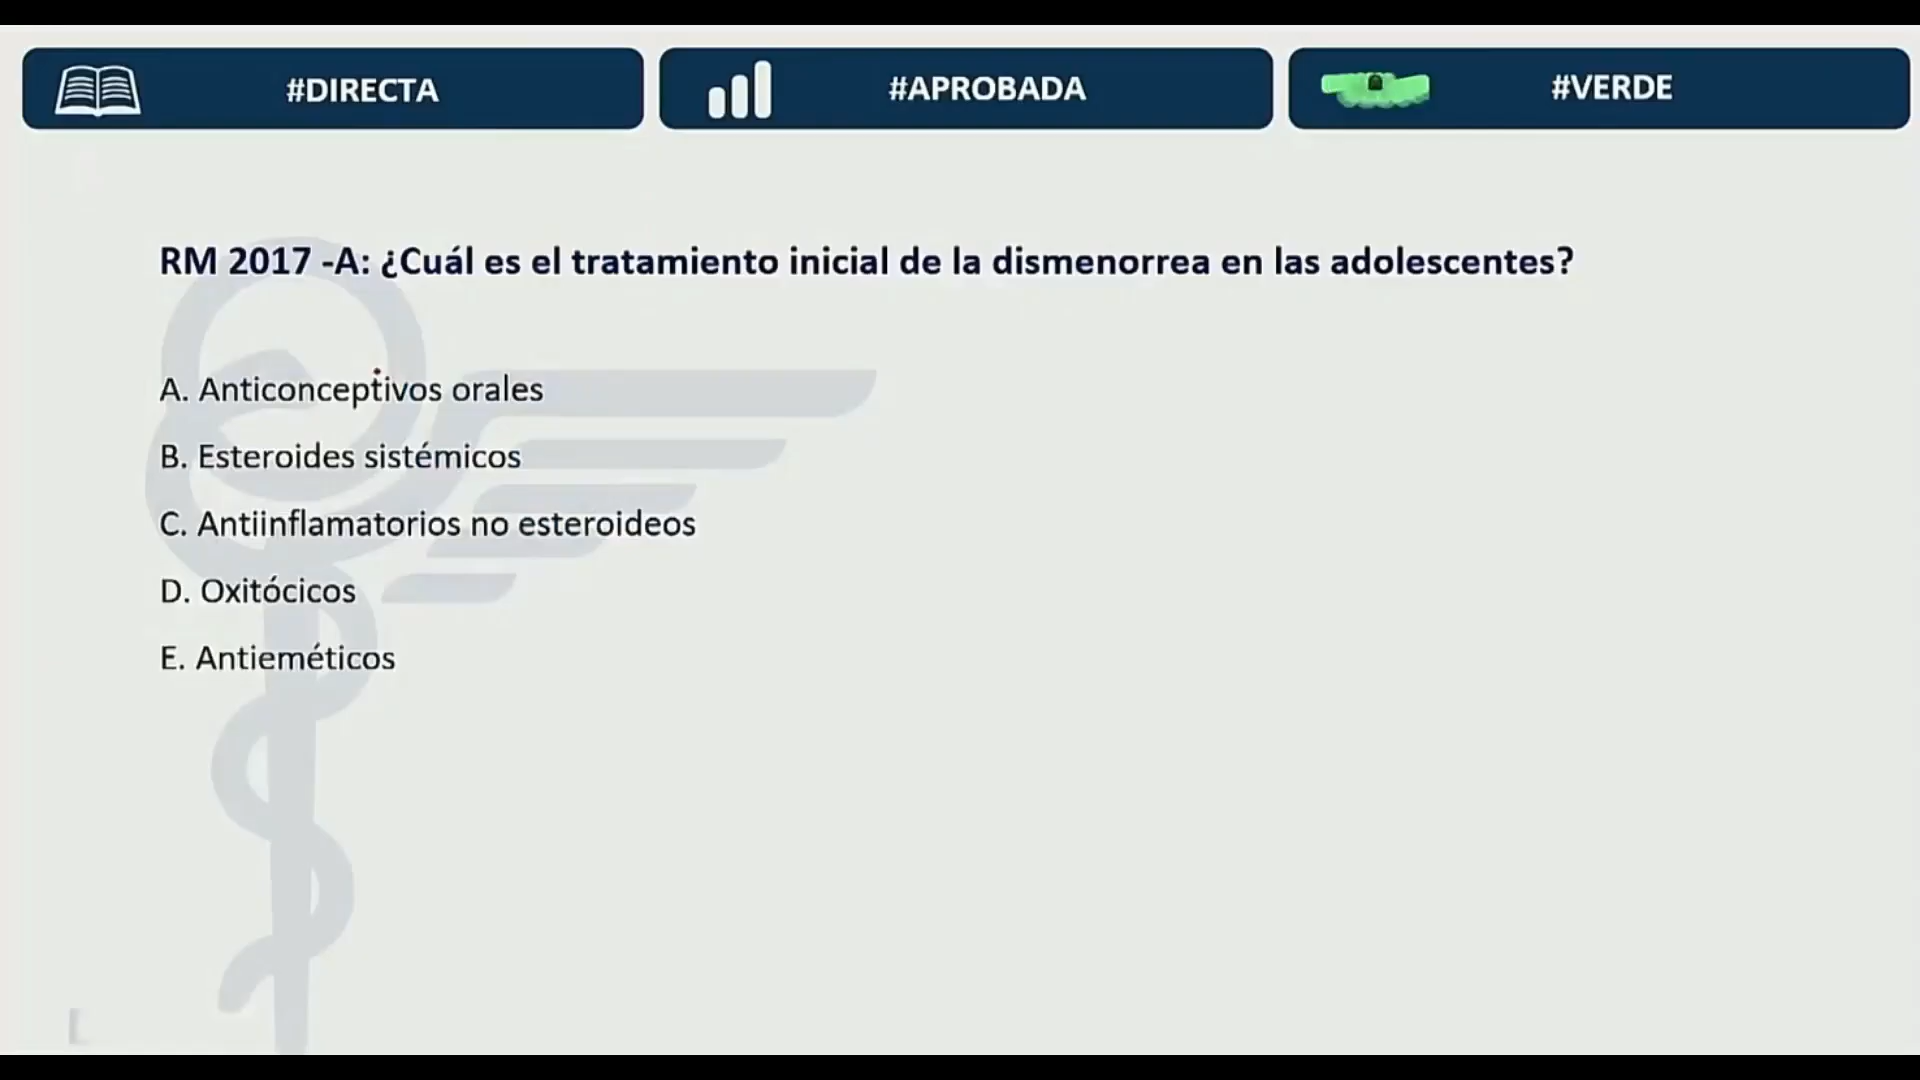 #DIRECTA
#APROBADA
#VERDE
RM 2017 -A: ¿Cuál es el tratamiento inicial de la dismenorrea en las adolescentes?
A. Anticonceptivos orales
B. Esteroides sistémicos
C. Antiinflamatorios no esteroideos
D. Oxitócicos
E. Antieméticos